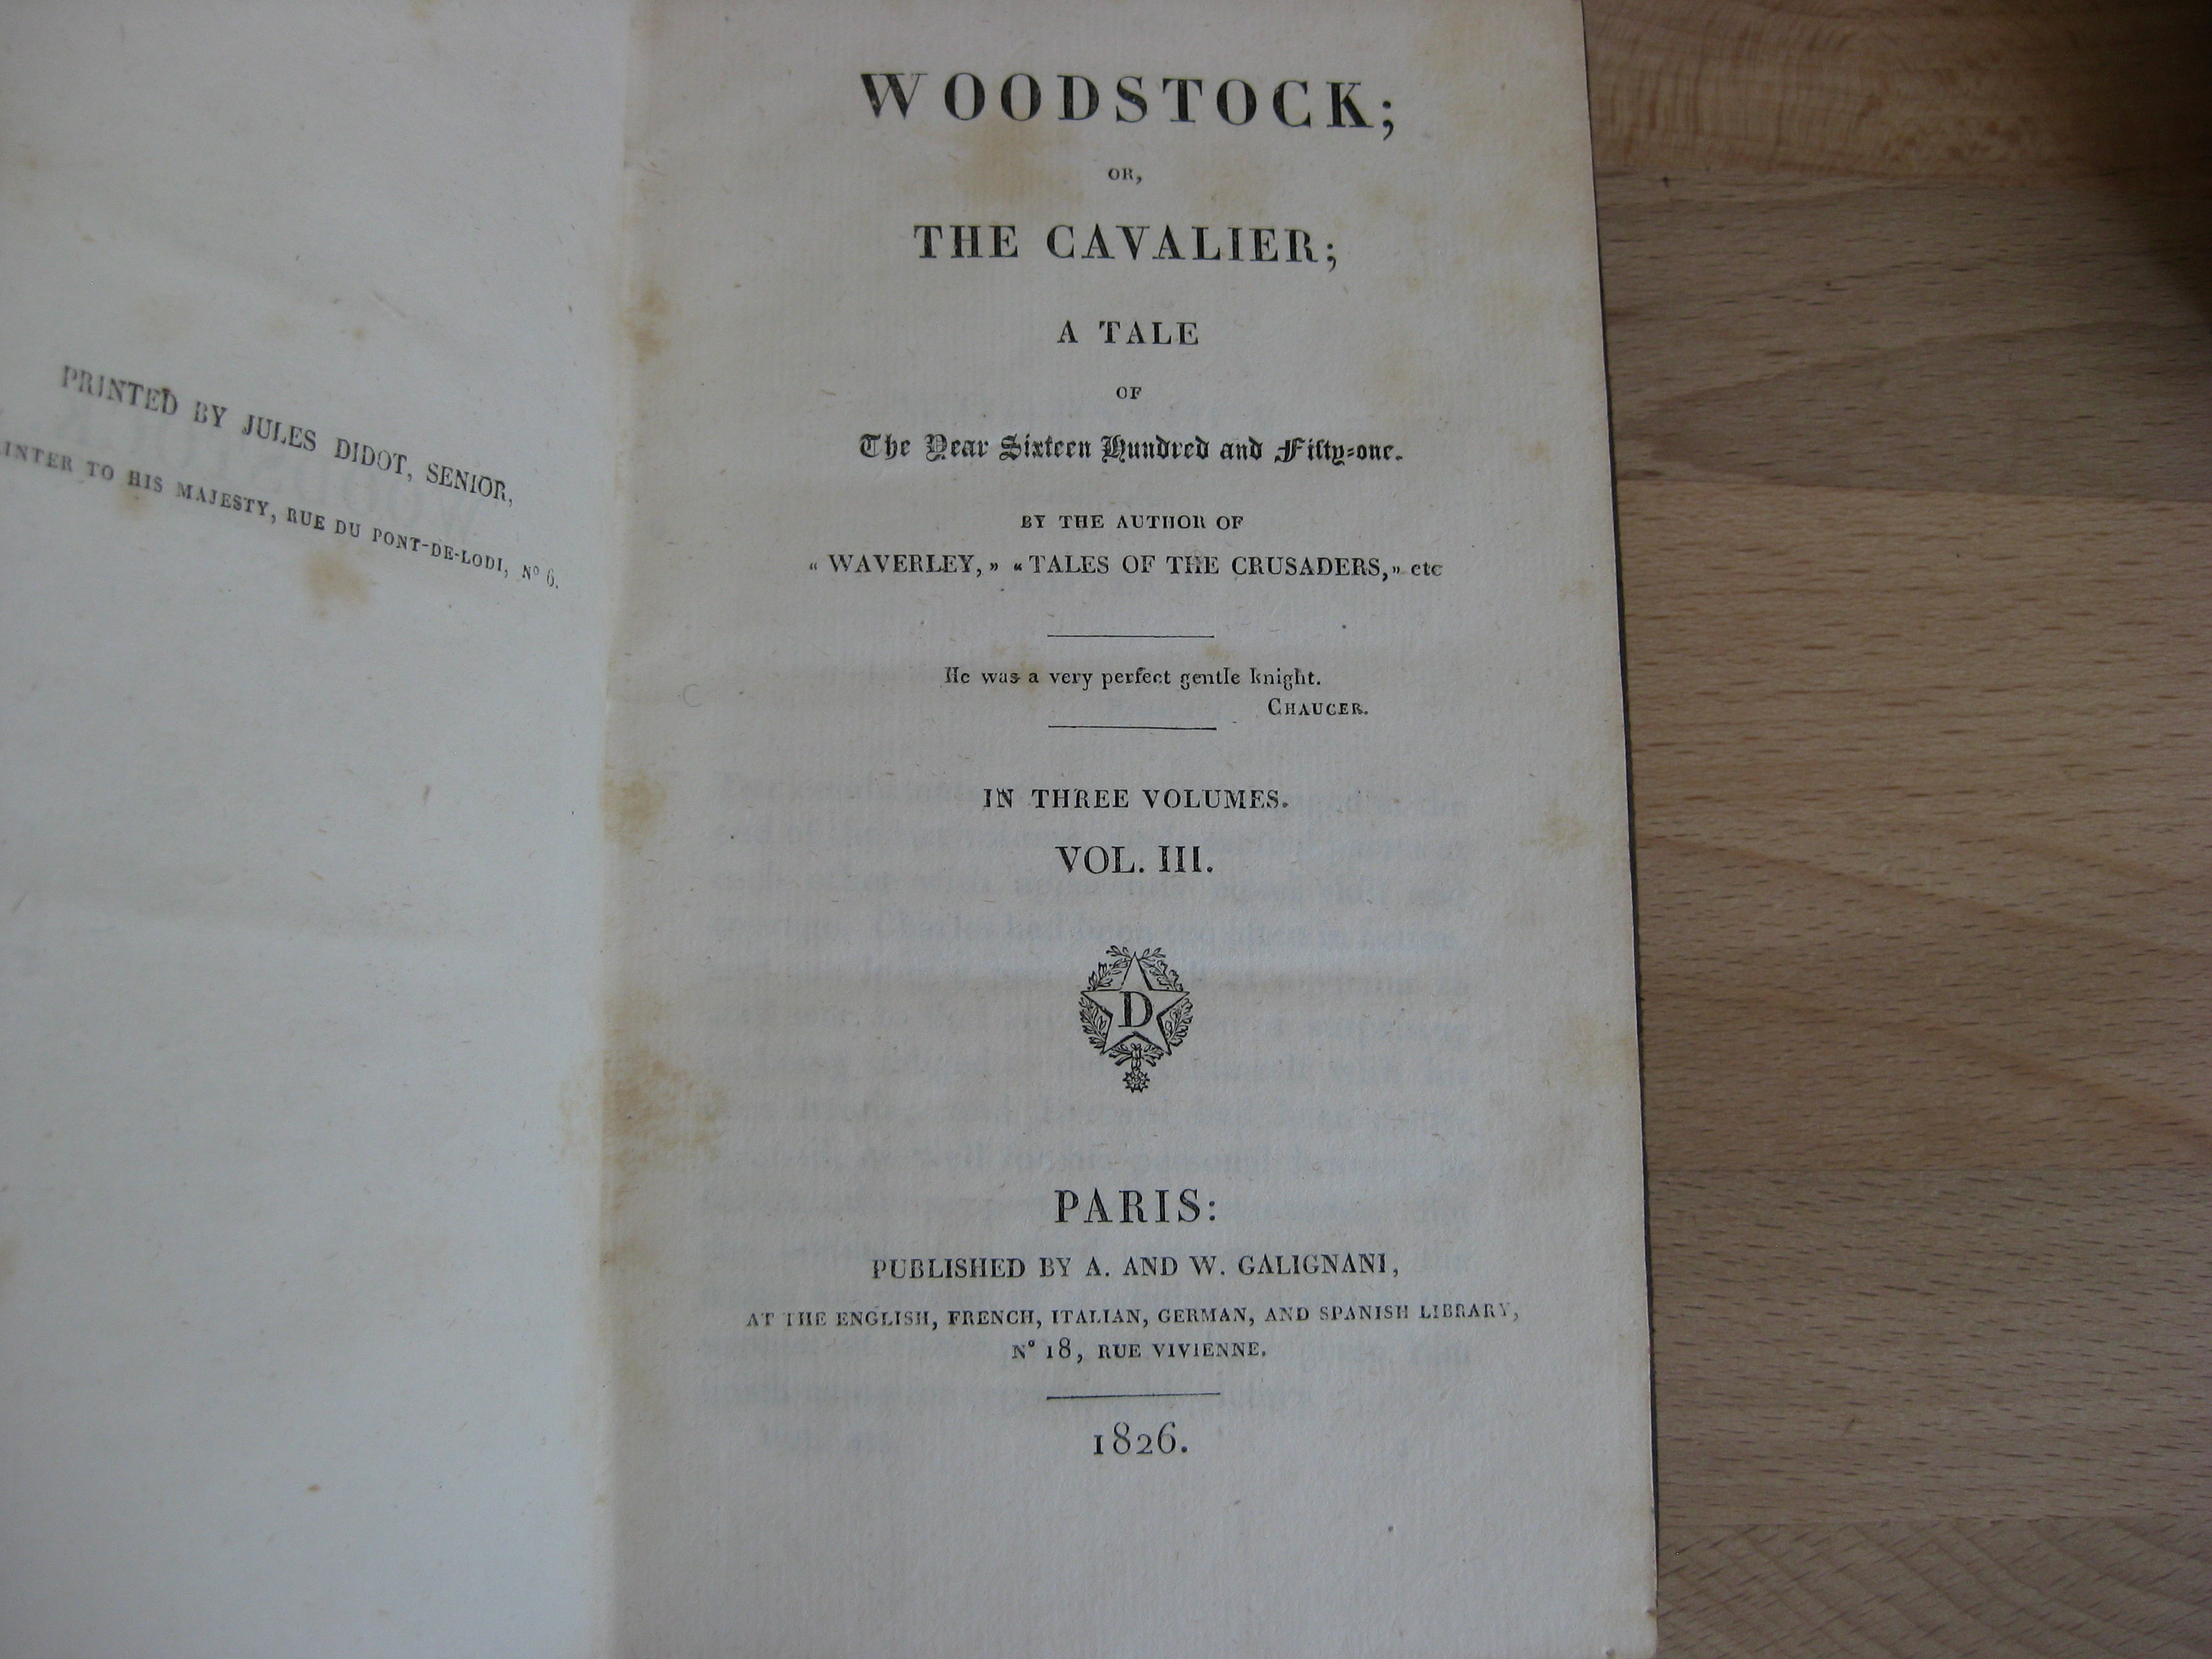 PRINTED BY JULES DIDOT, SENIOR,
TO HIS MAJESTY, RUE DU PONT-DE-LODI, Nº 6.
WOODSTOCK;
OR,
THE CAVALIER;
A TALE
OF
The Year Sixteen Hundred and Fifty-one.
BY THE AUTHOR OF
« WAVERLEY, » « TALES OF THE CRUSADERS, » etc
He was a very perfect gentle knight.
CHAUCER.
IN THREE VOLUMES.
VOL. III.
D
PARIS:
PUBLISHED BY A. AND W. GALIGNANI,
AT THE ENGLISH, FRENCH, ITALIAN, GERMAN, AND SPANISH LIBRARY,
Nº 18, RUE VIVIENNE.
1826.